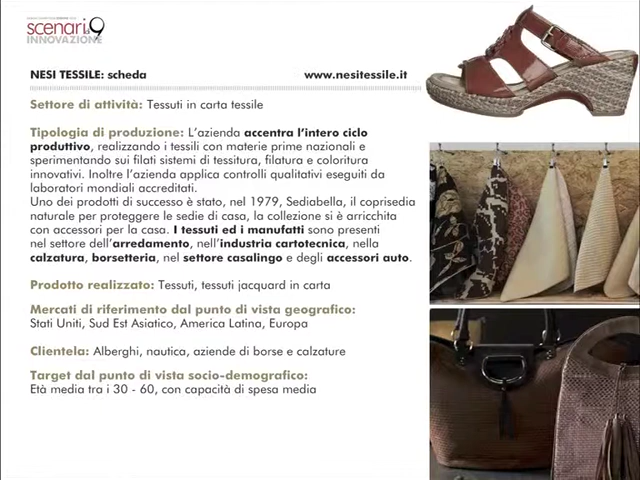 scenari 9
INNOVAZIONE
NESI TESSILE: scheda
www.nesitessile.it
Settore di attività: Tessuti in carta tessile
Tipologia di produzione: L'azienda accentra l'intero ciclo
produttivo, realizzando i tessili con materie prime nazionali e
sperimentando sui filati sistemi di tessitura, filatura e coloritura
innovativi. Inoltre l'azienda applica controlli qualitativi eseguiti da
laboratori mondiali accreditati.
Uno dei prodotti di successo è stato, nel 1979, Sediabella, il coprisedia
naturale per proteggere le sedie di casa, la collezione si è arricchita
con accessori per la casa. I tessuti ed i manufatti sono presenti
nel settore dell'arredamento, nell'industria cartotecnica, nella
calzatura, borsetteria, nel settore casalingo e degli accessori auto.
Prodotto realizzato: Tessuti, tessuti jacquard in carta
Mercati di riferimento dal punto di vista geografico:
Stati Uniti, Sud Est Asiatico, America Latina, Europa
Clientela: Alberghi, nautica, aziende di borse e calzature
Target dal punto di vista socio-demografico:
Età media tra i 30 - 60, con capacità di spesa media